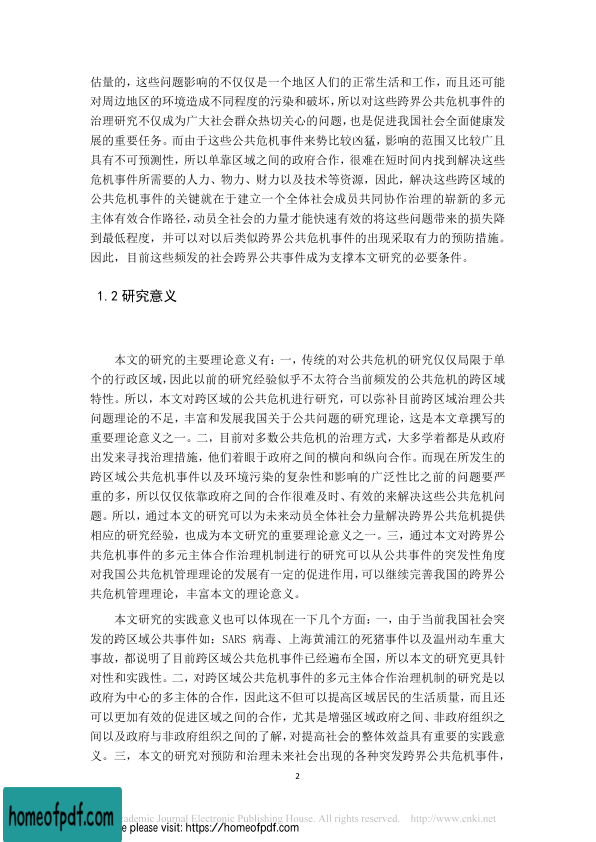 估量的，这些问题影响的不仅仅是一个地区人们的正常生活和工作，而且还可能
对周边地区的环境造成不同程度的污染和破坏，所以对这些跨界公共危机事件的
治理研究不仅成为广大社会群众热切关心的问题，也是促进我国社会全面健康发
展的重要任务。而由于这些公共危机事件来势比较凶猛，影响的范围又比较广且
具有不可预测性，所以单靠区域之间的政府合作，很难在短时间内找到解决这些
危机事件所需要的人力、物力、财力以及技术等资源，因此，解决这些跨区域的
公共危机事件的关键就在于建立一个全体社会成员共同协作治理的崭新的多元
主体有效合作路径，动员全社会的力量才能快速有效的将这些问题带来的损失降
到最低程度，并可以对以后类似跨界公共危机事件的出现采取有力的预防措施。
因此，目前这些频发的社会跨界公共事件成为支撑本文研究的必要条件。
1.2 研究意义
本文的研究的主要理论意义有：一，传统的对公共危机的研究仅仅局限于单
个的行政区域，因此以前的研究经验似乎不太符合当前频发的公共危机的跨区域
特性。所以，本文对跨区域的公共危机进行研究，可以弥补目前跨区域治理公共
问题理论的不足，丰富和发展我国关于公共问题的研究理论，这是本文章撰写的
重要理论意义之一。二，目前对多数公共危机的治理方式，大多学着都是从政府
出发来寻找治理措施，他们着眼于政府之间的横向和纵向合作。而现在所发生的
跨区域公共危机事件以及环境污染的复杂性和影响的广泛性比之前的问题要严
重的多，所以仅仅依靠政府之间的合作很难及时、有效的来解决这些公共危机问
题。所以，通过本文的研究可以为未来动员全体社会力量解决跨界公共危机提供
相应的研究经验，也成为本文研究的重要理论意义之一。三，通过本文对跨界公
共危机事件的多元主体合作治理机制进行的研究可以从公共事件的突发性角度
对我国公共危机管理理论的发展有一定的促进作用，可以继续完善我国的跨界公
共危机管理理论，丰富本文的理论意义。
本文研究的实践意义也可以体现在一下几个方面：一，由于当前我国社会突
发的跨区域公共事件如：SARS 病毒、上海黄浦江的死猪事件以及温州动车重大
事故，都说明了目前跨区域公共危机事件已经遍布全国，所以本文的研究更具针
对性和实践性。二，对跨区域公共危机事件的多元主体合作治理机制的研究是以
政府为中心的多主体的合作，因此这不但可以提高区域居民的生活质量，而且还
可以更加有效的促进区域之间的合作，尤其是增强区域政府之间、非政府组织之
间以及政府与非政府组织之间的了解，对提高社会的整体效益具有重要的实践意
义。三，本文的研究对预防和治理未来社会出现的各种突发跨界公共危机事件，
2
cademic Journal Electronic Publishing House. All rights reserved. http://www.cnki.net
homeofpdf.com
e please visit: https://homeofpdf.com